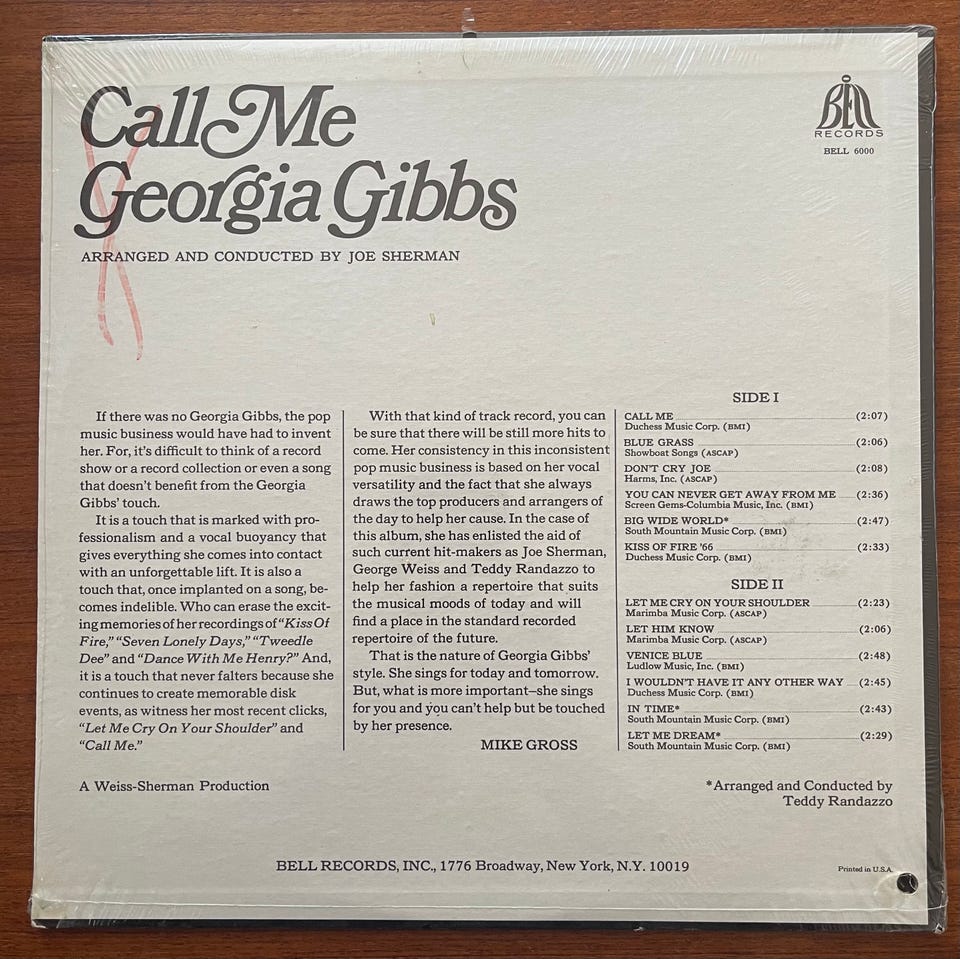 Call Me
Georgia Gibbs
ARRANGED AND CONDUCTED BY JOE SHERMAN
BELL
RECORDS
BELL 6000
If there was no Georgia Gibbs, the pop
music business would have had to invent
her. For, it's difficult to think of a record
show or a record collection or even a song
that doesn't benefit from the Georgia
Gibbs' touch.
It is a touch that is marked with pro-
fessionalism and a vocal buoyancy that
gives everything she comes into contact
with an unforgettable lift. It is also a
touch that, once implanted on a song, be-
comes indelible. Who can erase the excit-
ing memories of her recordings of "Kiss Of
Fire," "Seven Lonely Days," "Tweedle
Dee" and "Dance With Me Henry?" And,
it is a touch that never falters because she
continues to create memorable disk
events, as witness her most recent clicks,
"Let Me Cry On Your Shoulder" and
"Call Me."
With that kind of track record, you can
be sure that there will be still more hits to
come. Her consistency in this inconsistent
pop music business is based on her vocal
versatility and the fact that she always
draws the top producers and arrangers of
the day to help her cause. In the case of
this album, she has enlisted the aid of
such current hit-makers as Joe Sherman,
George Weiss and Teddy Randazzo to
help her fashion a repertoire that suits
the musical moods of today and will
find a place in the standard recorded
repertoire of the future.
That is the nature of Georgia Gibbs'
style. She sings for today and tomorrow.
But, what is more important—she sings
for you and you can't help but be touched
by her presence.
MIKE GROSS
SIDE I
CALL ME (2:07)
Duchess Music Corp. (BMI)
BLUE GRASS (2:06)
Showboat Songs (ASCAP)
DON'T CRY JOE (2:08)
Harms, Inc. (ASCAP)
YOU CAN NEVER GET AWAY FROM ME (2:36)
Screen Gems-Columbia Music, Inc. (BMI)
BIG WIDE WORLD* (2:47)
South Mountain Music Corp. (BMI)
KISS OF FIRE '66 (2:33)
Duchess Music Corp. (BMI)
SIDE II
LET ME CRY ON YOUR SHOULDER (2:23)
Marimba Music Corp. (ASCAP)
LET HIM KNOW (2:06)
Marimba Music Corp. (ASCAP)
VENICE BLUE (2:48)
Ludlow Music, Inc. (BMI)
I WOULDN'T HAVE IT ANY OTHER WAY (2:45)
Duchess Music Corp. (BMI)
IN TIME* (2:43)
South Mountain Music Corp. (BMI)
LET ME DREAM* (2:29)
South Mountain Music Corp. (BMI)
A Weiss-Sherman Production
*Arranged and Conducted by
Teddy Randazzo
BELL RECORDS, INC., 1776 Broadway, New York, N.Y. 10019
Printed in U.S.A.